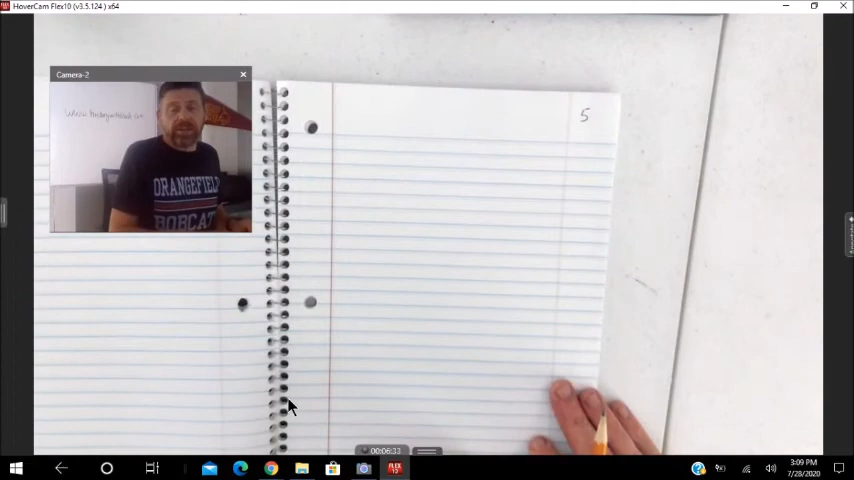 HoverCam Flex10 (v3.5.124 ) x64
Camera-2
ORANGEFIELD
BOBCAT
5
00:06:33
3:09 PM
7/28/2020